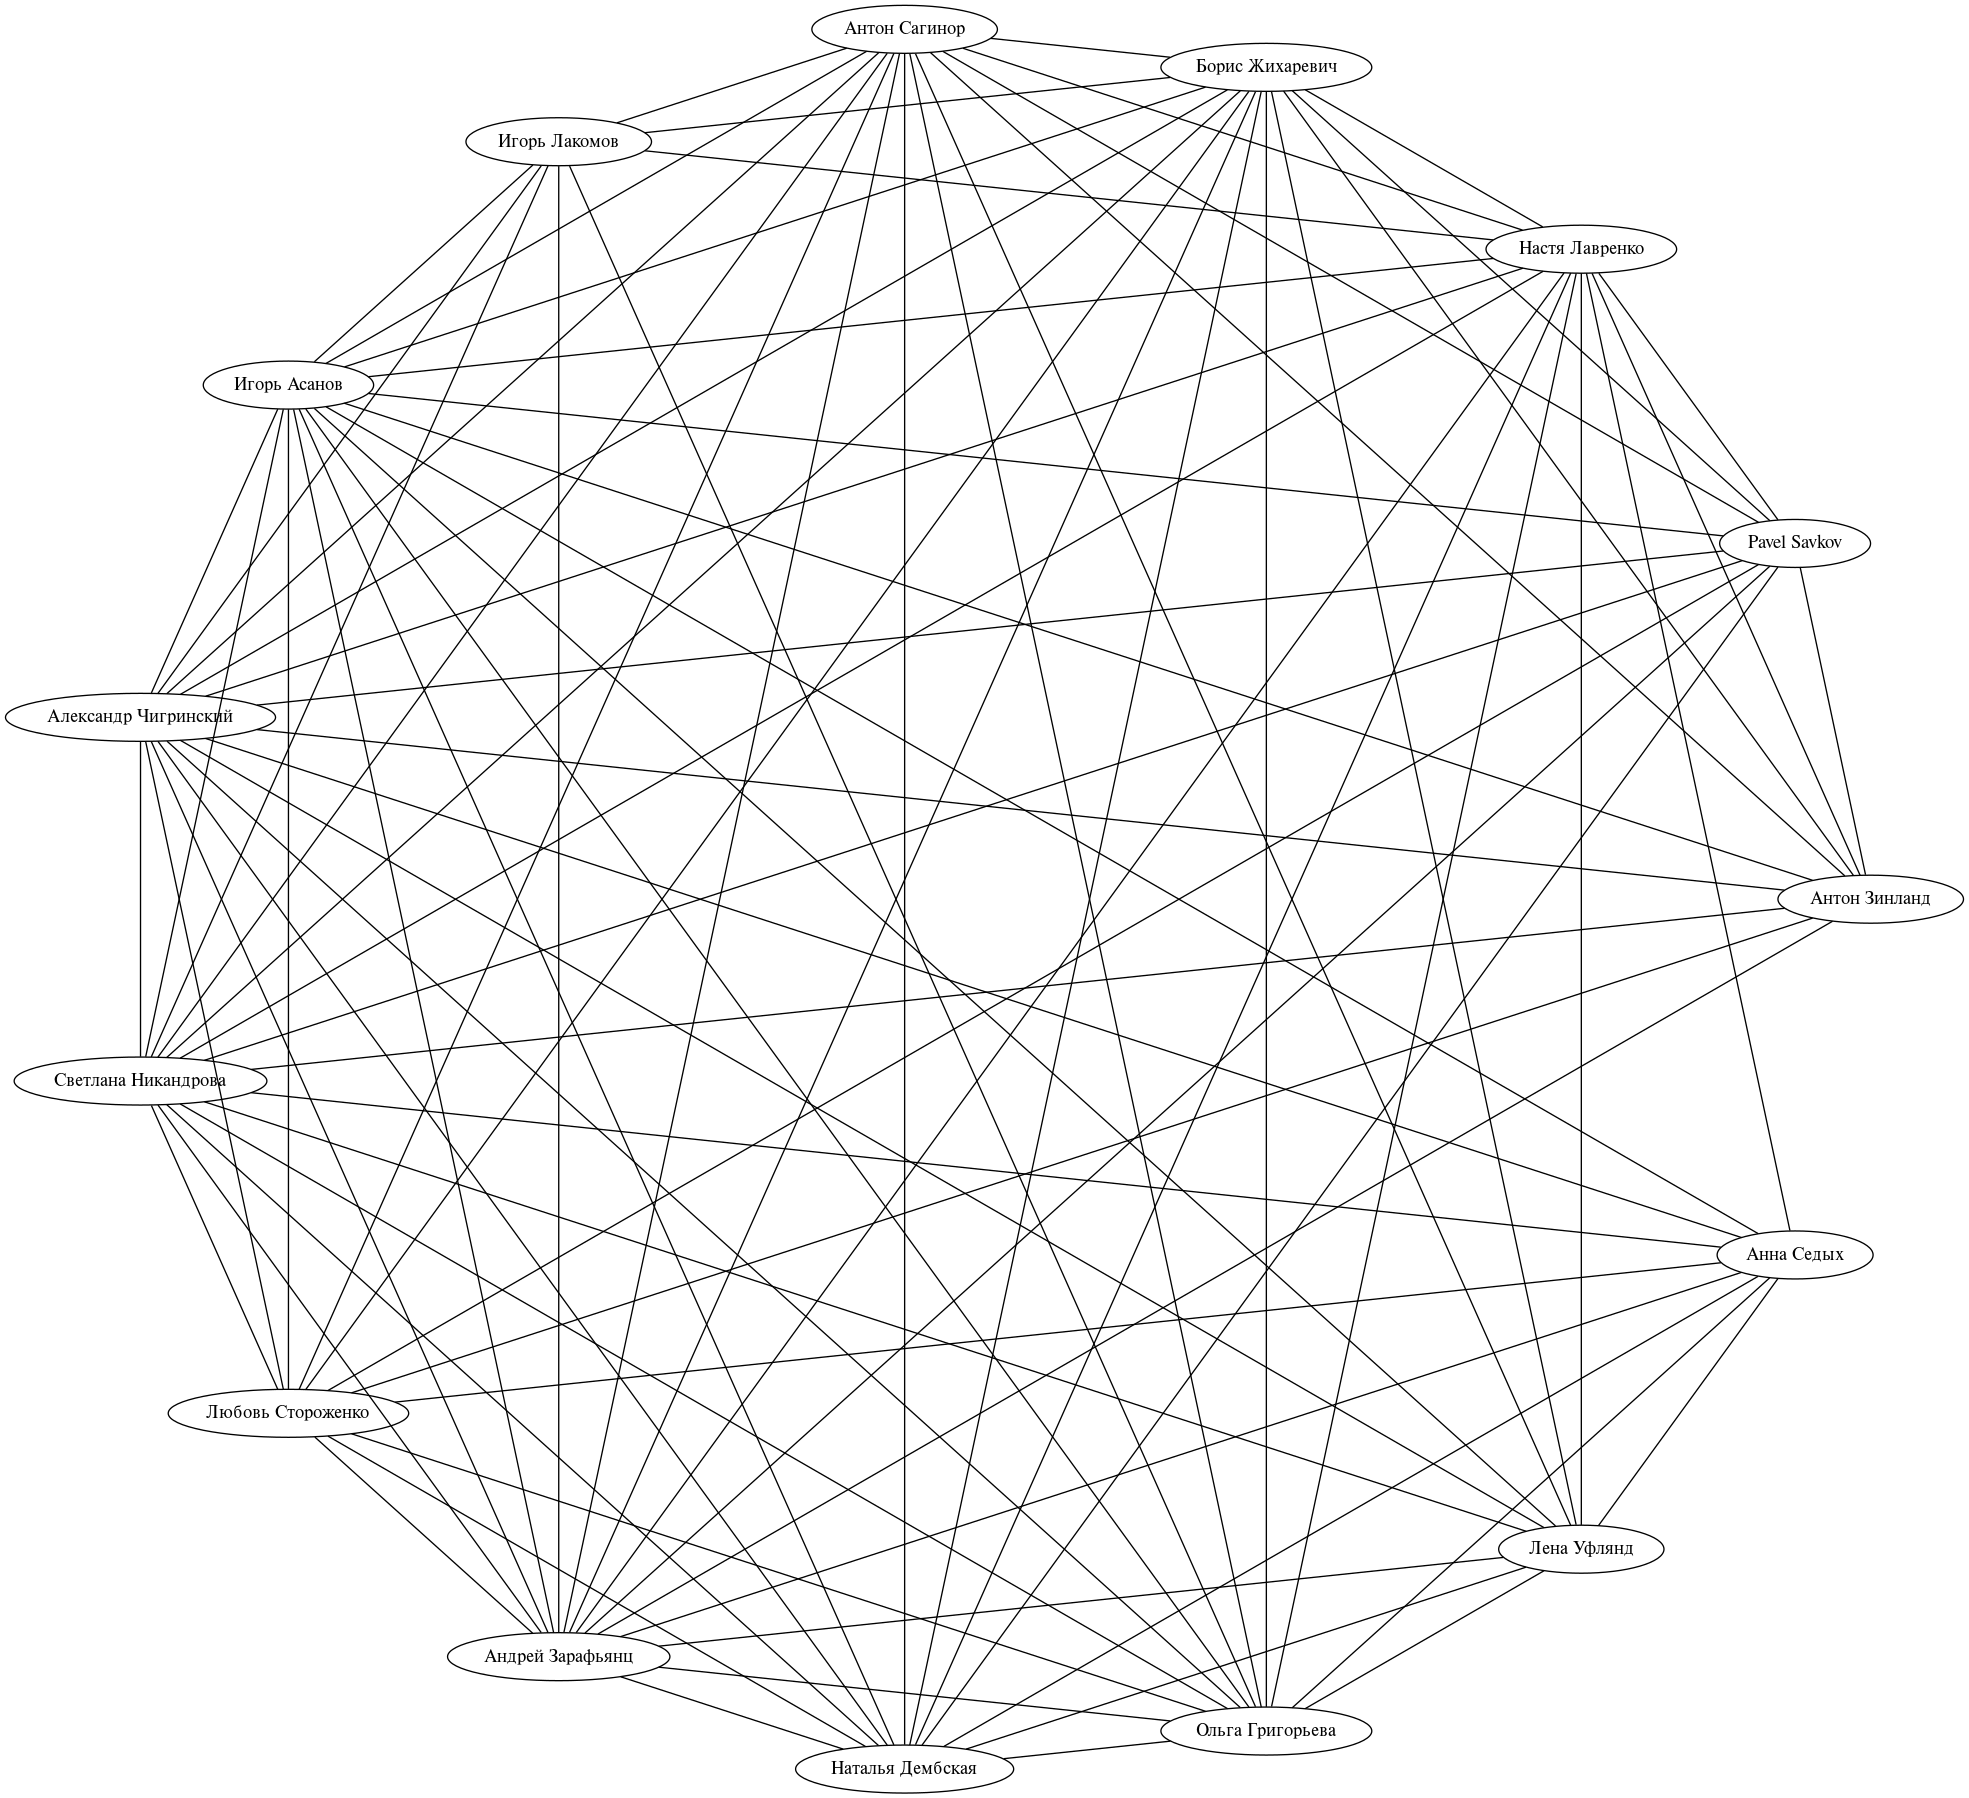 Антон Сагинор
Борис Жихаревич
Игорь Лакомов
Настя Лавренко
Игорь Асанов
Pavel Savkov
Александр Чигринский
Антон Зинланд
Светлана Никандрова
Анна Седых
Любовь Стороженко
Лена Уфлянд
Андрей Зарафьянц
Ольга Григорьева
Наталья Дембская